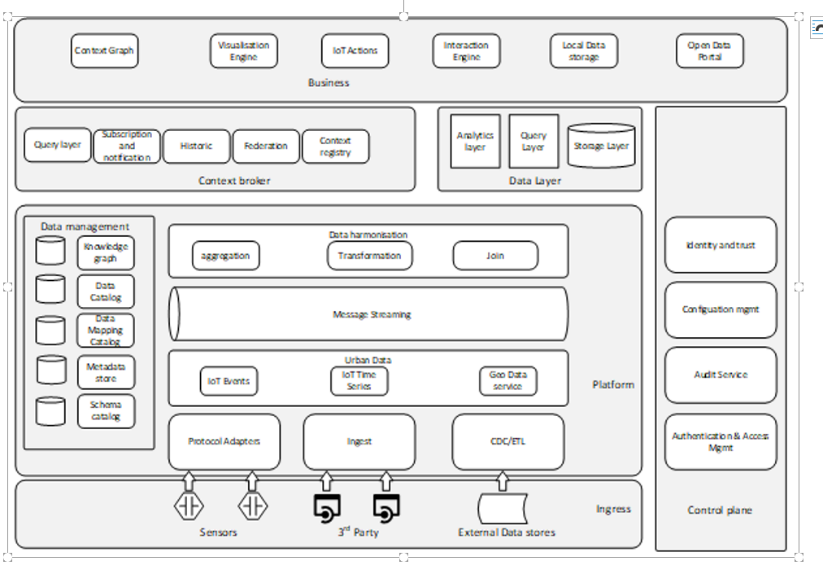 Context Graph
Visualisation
Engine
IoT Actions
Interaction
Engine
Local Data
storage
Open Data
Portal
Business
Query layer
Subscription
and
notification
Historic
Federation
Context
registry
Context broker
Analytics
layer
Query
Layer
Storage Layer
Data Layer
Data management
Knowledge
graph
Data
Catalog
Data
Mapping
Catalog
Metadata
store
Schema
catalog
Data harmonisation
aggregation
Transformation
Join
Message Streaming
Urban Data
IoT Events
IoT Time
Series
Geo Data
service
Platform
Protocol Adapters
Ingest
CDC/ETL
Sensors
3rd Party
External Data stores
Ingress
Identity and trust
Configuation mgmt
Audit Service
Authentication & Access
Mgmt
Control plane